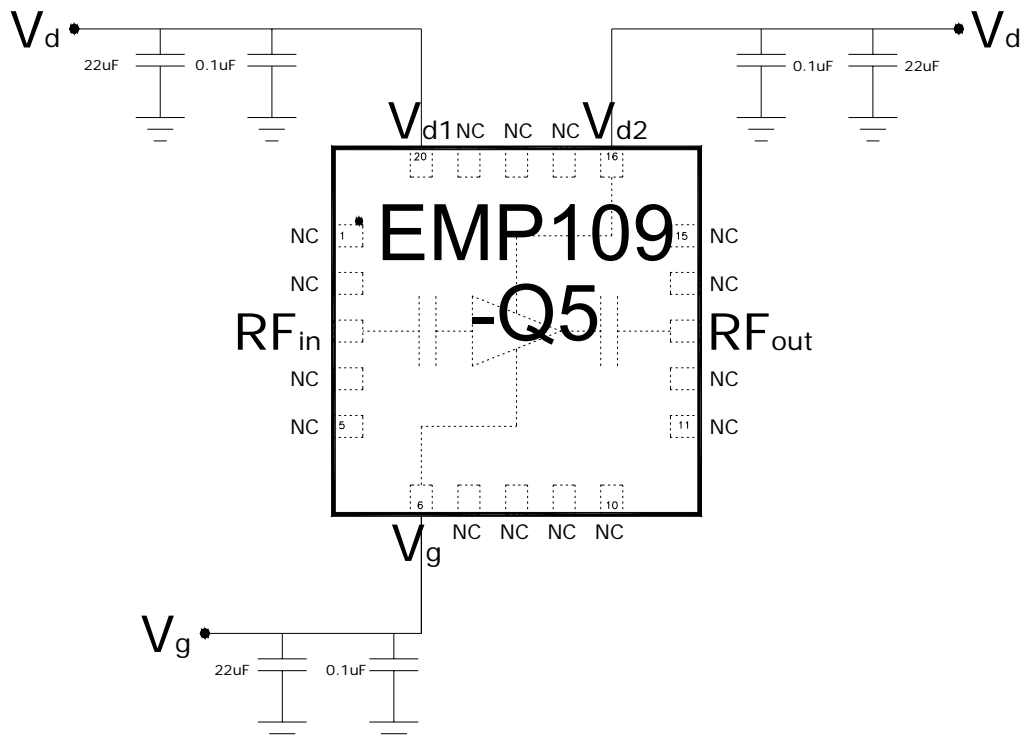 Vd
Vd
22uF
0.1uF
0.1uF
22uF
Vd1
NC
NC
NC
Vd2
20
16
EMP109
-Q5
NC
1
15
NC
NC
NC
RFin
RFout
NC
NC
NC
5
11
NC
6
10
Vg
NC
NC
NC
NC
Vg
22uF
0.1uF